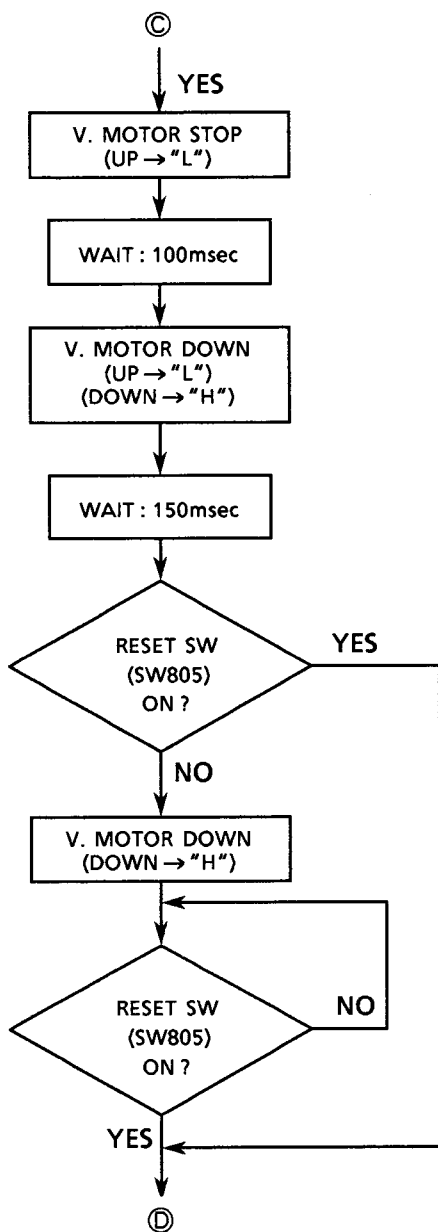 Ⓒ
YES
V. MOTOR STOP
(UP → "L")
WAIT : 100msec
V. MOTOR DOWN
(UP → "L")
(DOWN → "H")
WAIT : 150msec
RESET SW
(SW805)
ON ?
YES
NO
V. MOTOR DOWN
(DOWN → "H")
RESET SW
(SW805)
ON ?
NO
YES
Ⓓ